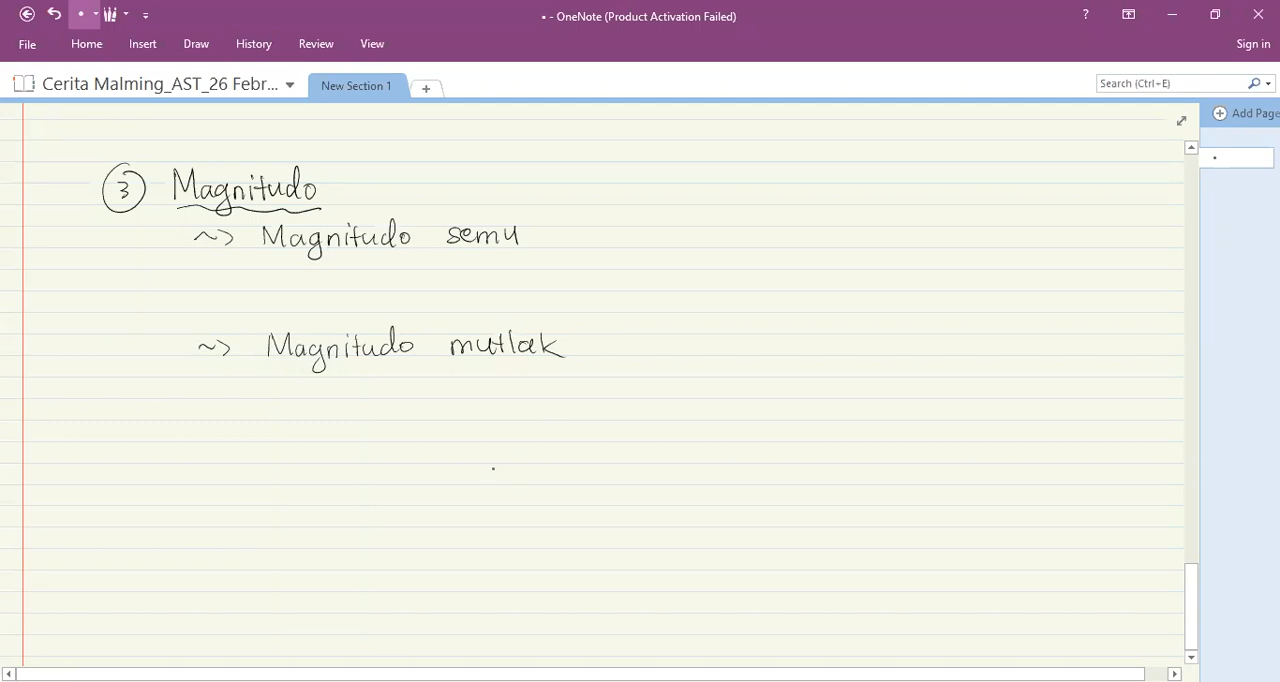 • - OneNote (Product Activation Failed)
File Home Insert Draw History Review View Sign in
Cerita Malming_AST_26 Febr... New Section 1 Search (Ctrl+E)
Add Page
3 Magnitudo
~> Magnitudo semu
~> Magnitudo mutlak